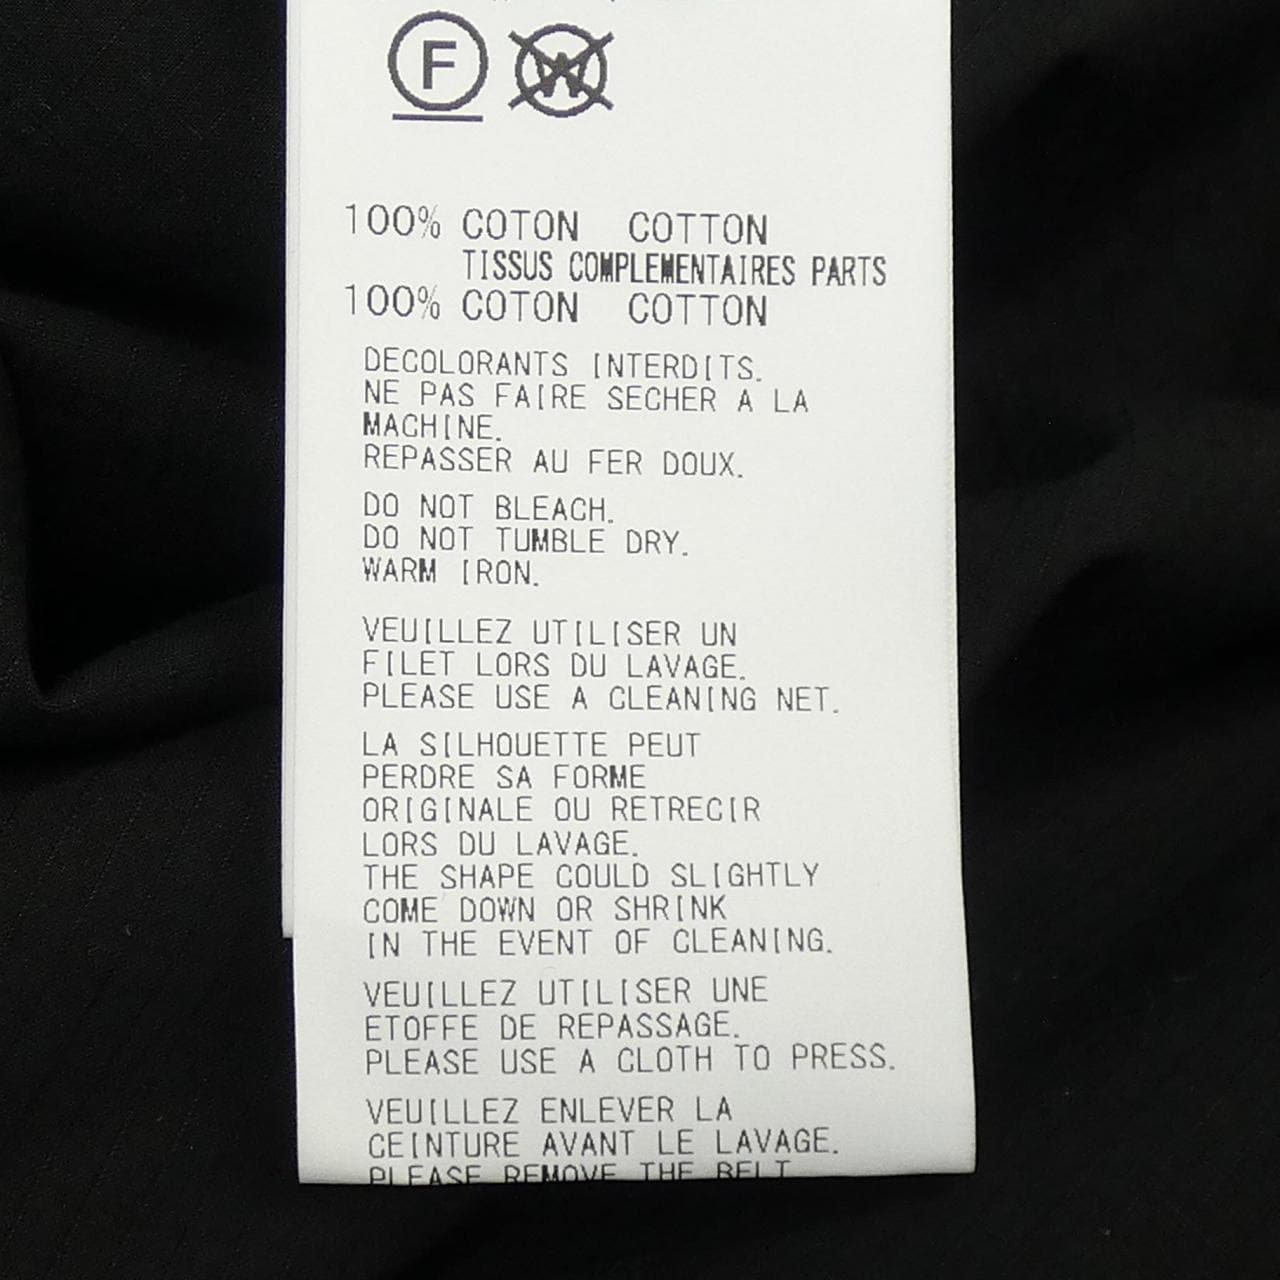 F W
100% COTON COTTON
TISSUS COMPLEMENTAIRES PARTS
100% COTON COTTON
DECOLORANTS INTERDITS.
NE PAS FAIRE SECHER A LA
MACHINE.
REPASSER AU FER DOUX.
DO NOT BLEACH.
DO NOT TUMBLE DRY.
WARM IRON.
VEUILLEZ UTILISER UN
FILET LORS DU LAVAGE.
PLEASE USE A CLEANING NET.
LA SILHOUETTE PEUT
PERDRE SA FORME
ORIGINALE OU RETRECIR
LORS DU LAVAGE.
THE SHAPE COULD SLIGHTLY
COME DOWN OR SHRINK
IN THE EVENT OF CLEANING.
VEUILLEZ UTILISER UNE
ETOFFE DE REPASSAGE.
PLEASE USE A CLOTH TO PRESS.
VEUILLEZ ENLEVER LA
CEINTURE AVANT LE LAVAGE.
PLEASE REMOVE THE BELT